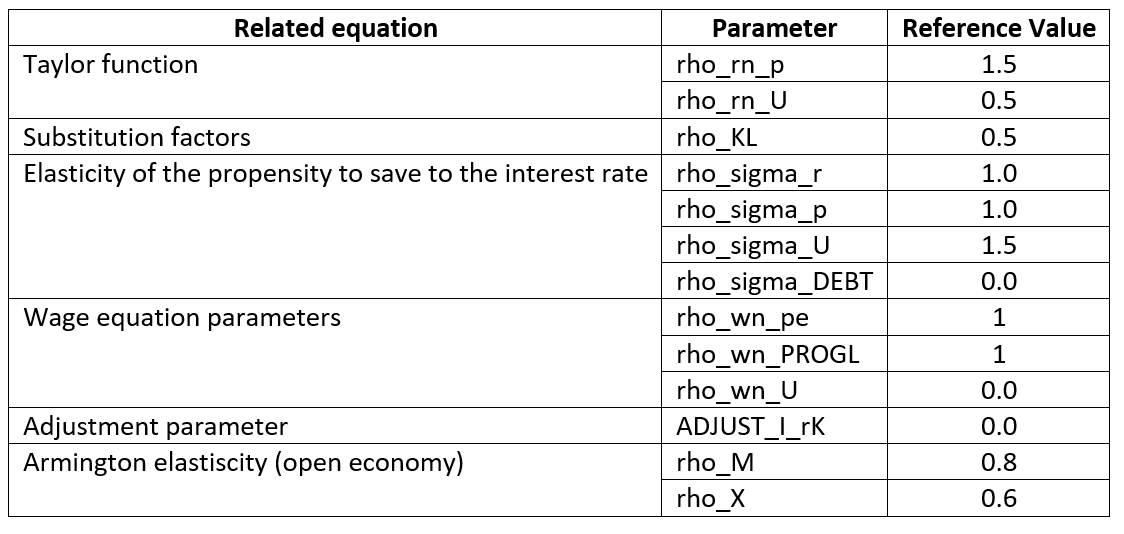 Related equation Parameter Reference Value
Taylor function rho_rn_p 1.5
rho_rn_U 0.5
Substitution factors rho_KL 0.5
Elasticity of the propensity to save to the interest rate rho_sigma_r 1.0
rho_sigma_p 1.0
rho_sigma_U 1.5
rho_sigma_DEBT 0.0
Wage equation parameters rho_wn_pe 1
rho_wn_PROGL 1
rho_wn_U 0.0
Adjustment parameter ADJUST_I_rK 0.0
Armington elastiscity (open economy) rho_M 0.8
rho_X 0.6